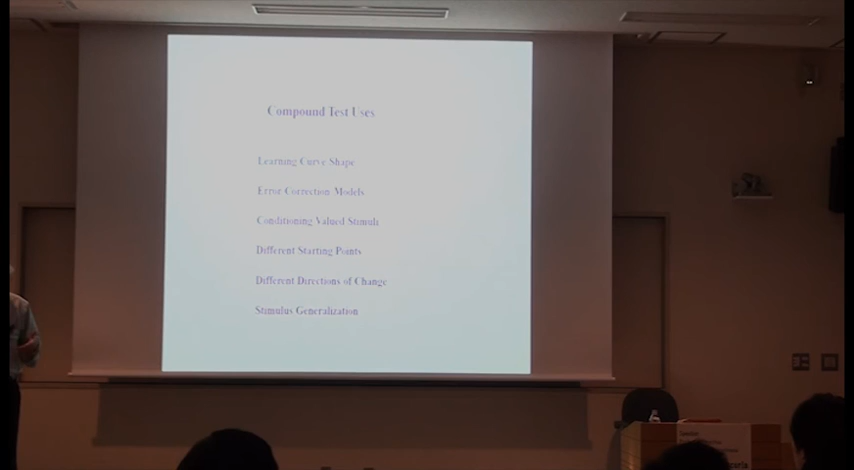 Compound Test Uses
Learning Curve Shape
Error Correction Models
Conditioning Valued Stimuli
Different Starting Points
Different Directions of Change
Stimulus Generalization